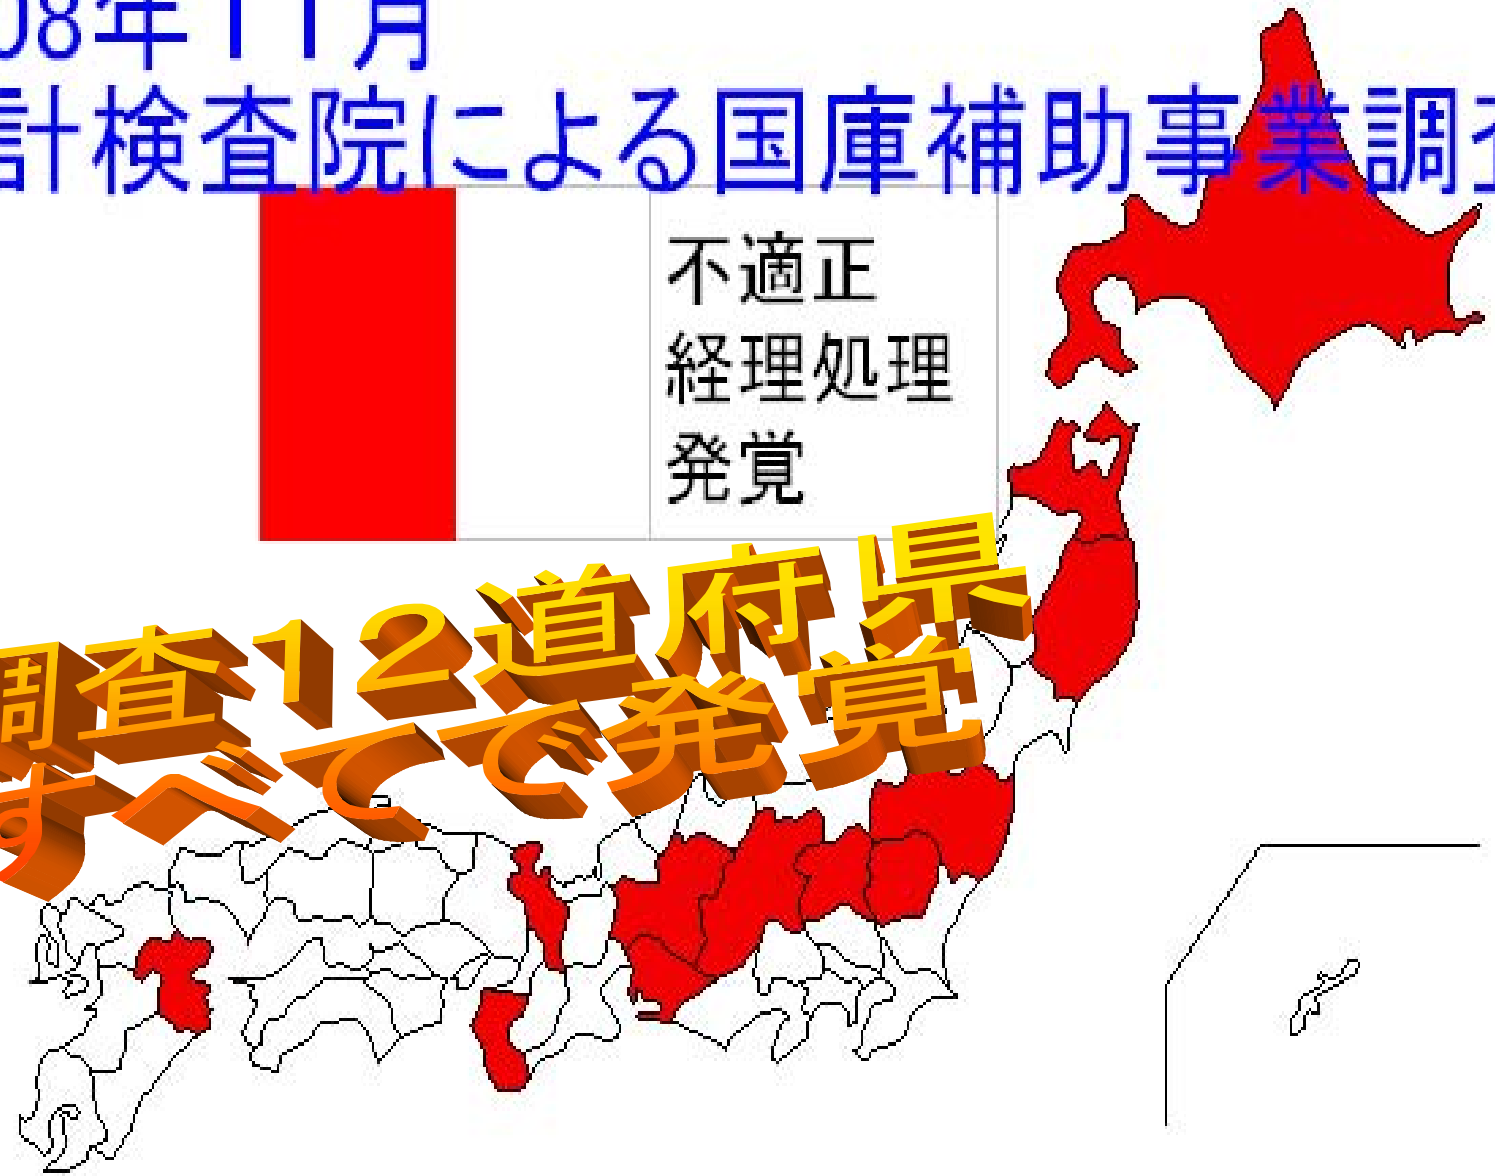 08年11月
計検査院による国庫補助事業調査
不適正
経理処理
発覚
調査12道府県
すべてで発覚